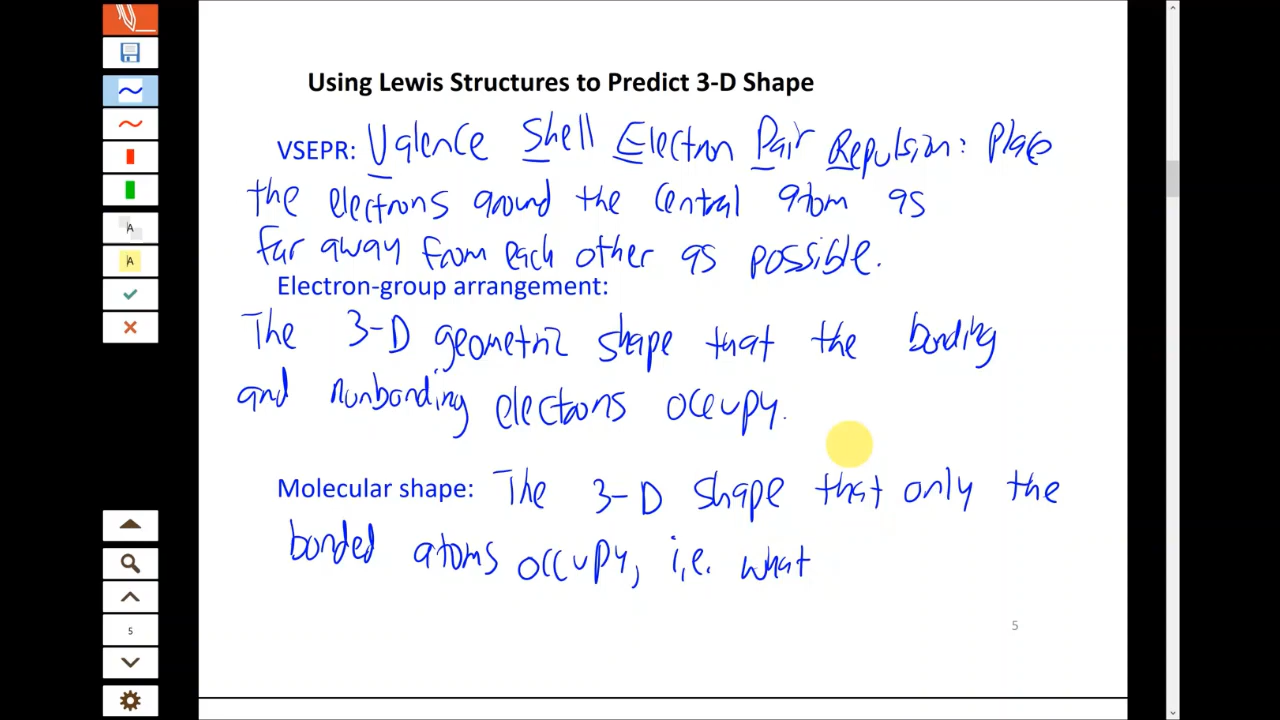 Using Lewis Structures to Predict 3-D Shape
VSEPR: Valence Shell Electron Pair Repulsion: Place
the electrons around the central atom as
far away from each other as possible.
Electron-group arrangement:
The 3-D geometric shape that the bonding
and nonbonding electrons occupy.
Molecular shape: The 3-D shape that only the
bonded atoms occupy, i.e. what
5
A
A
5